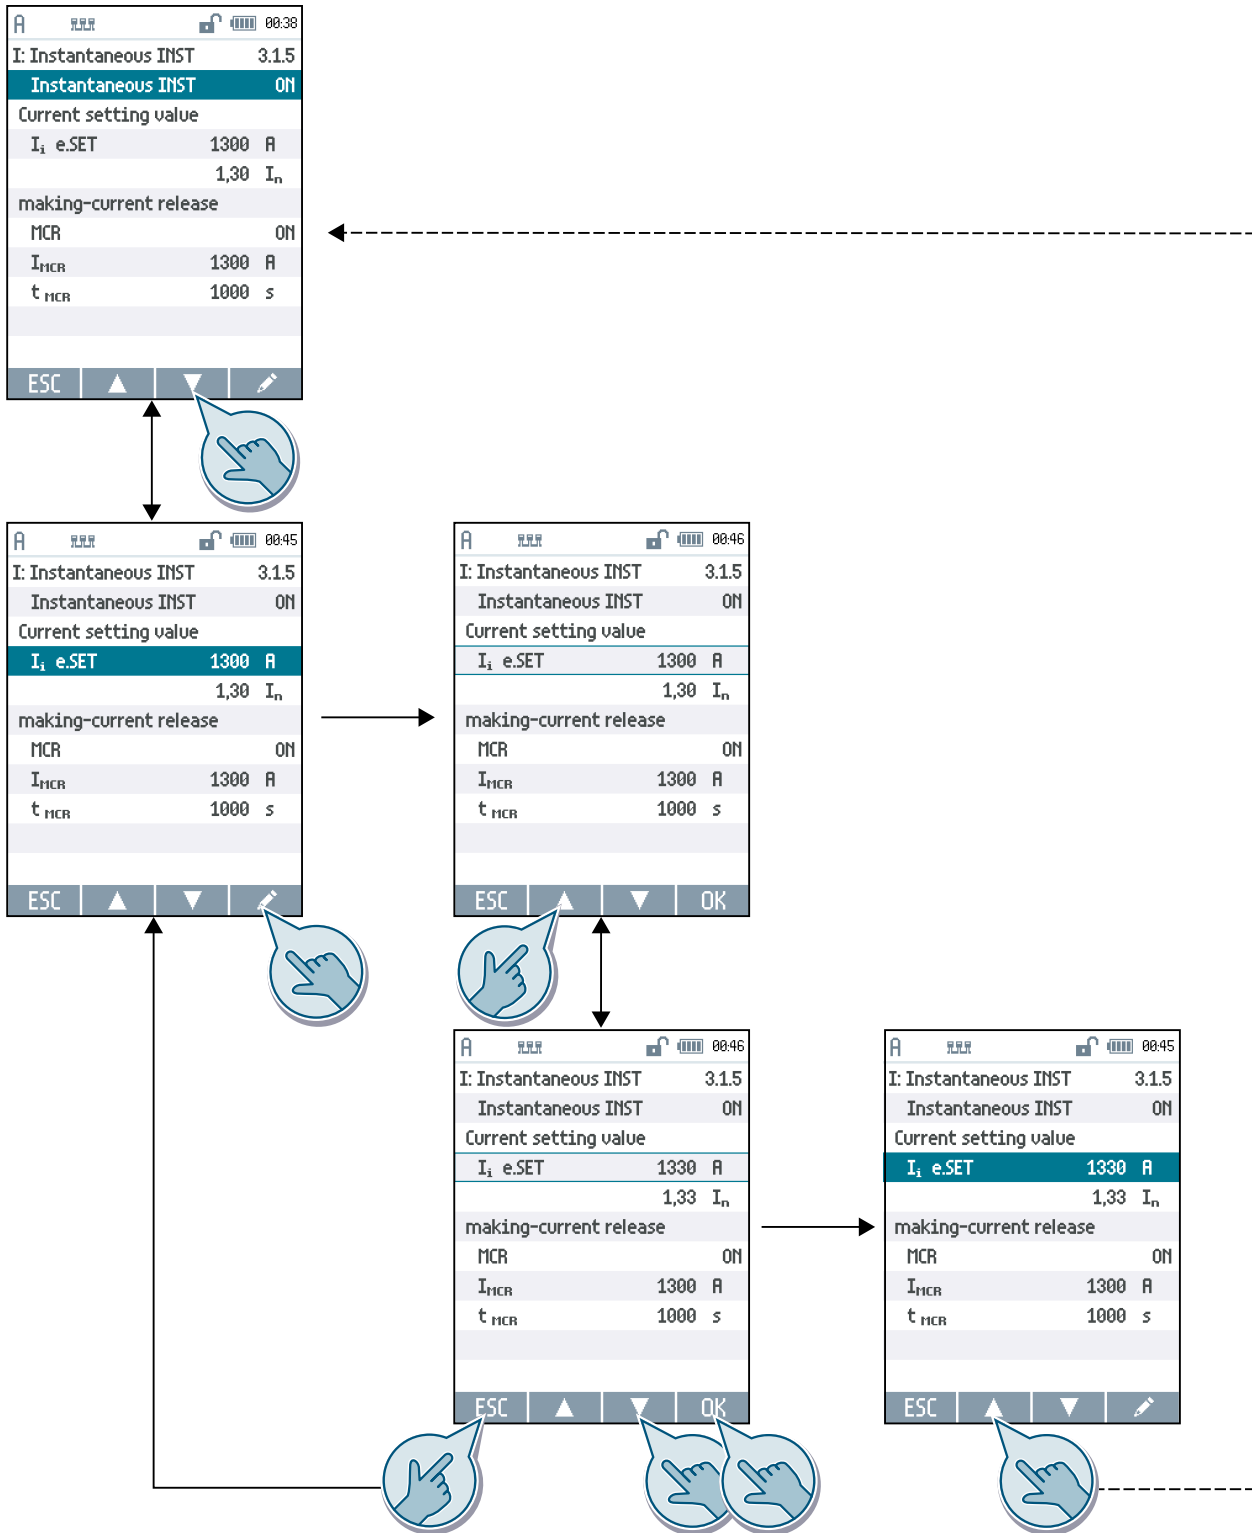 A 00:38
I: Instantaneous INST 3.1.5
Instantaneous INST ON
Current setting value
Ii e.SET 1300 A
1,30 In
making-current release
MCR ON
IMCR 1300 A
t MCR 1000 s
ESC
A 00:45
I: Instantaneous INST 3.1.5
Instantaneous INST ON
Current setting value
Ii e.SET 1300 A
1,30 In
making-current release
MCR ON
IMCR 1300 A
t MCR 1000 s
ESC
A 00:46
I: Instantaneous INST 3.1.5
Instantaneous INST ON
Current setting value
Ii e.SET 1300 A
1,30 In
making-current release
MCR ON
IMCR 1300 A
t MCR 1000 s
ESC OK
A 00:46
I: Instantaneous INST 3.1.5
Instantaneous INST ON
Current setting value
Ii e.SET 1330 A
1,33 In
making-current release
MCR ON
IMCR 1300 A
t MCR 1000 s
ESC OK
A 00:45
I: Instantaneous INST 3.1.5
Instantaneous INST ON
Current setting value
Ii e.SET 1330 A
1,33 In
making-current release
MCR ON
IMCR 1300 A
t MCR 1000 s
ESC